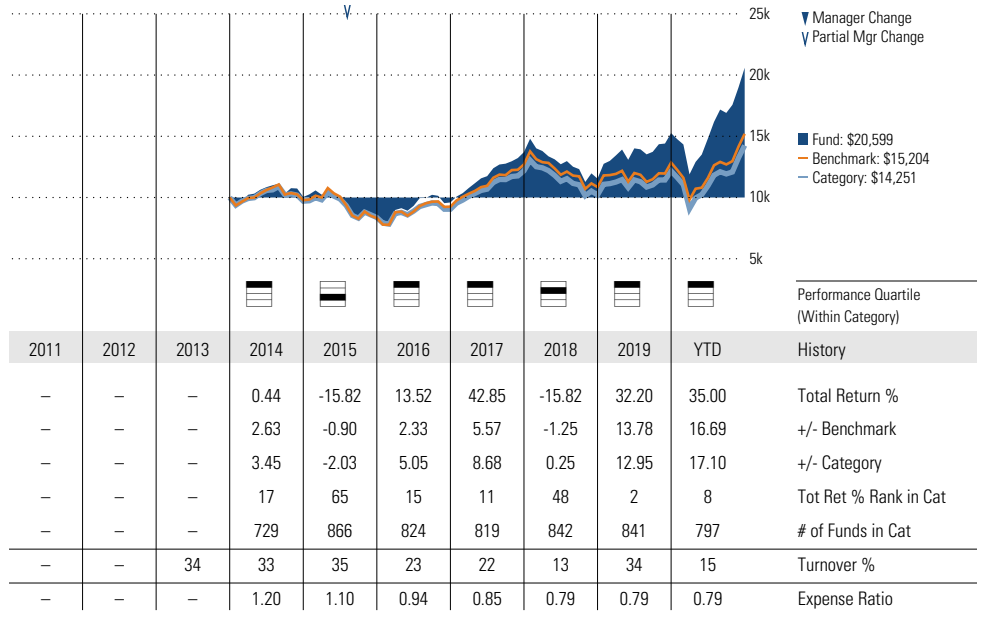 25k
Manager Change
Partial Mgr Change
20k
15k
Fund: $20,599
Benchmark: $15,204
Category: $14,251
10k
5k
Performance Quartile
(Within Category)
2011 2012 2013 2014 2015 2016 2017 2018 2019 YTD History
– – – 0.44 -15.82 13.52 42.85 -15.82 32.20 35.00 Total Return %
– – – 2.63 -0.90 2.33 5.57 -1.25 13.78 16.69 +/- Benchmark
– – – 3.45 -2.03 5.05 8.68 0.25 12.95 17.10 +/- Category
– – – 17 65 15 11 48 2 8 Tot Ret % Rank in Cat
– – – 729 866 824 819 842 841 797 # of Funds in Cat
– – 34 33 35 23 22 13 34 15 Turnover %
– – – 1.20 1.10 0.94 0.85 0.79 0.79 0.79 Expense Ratio